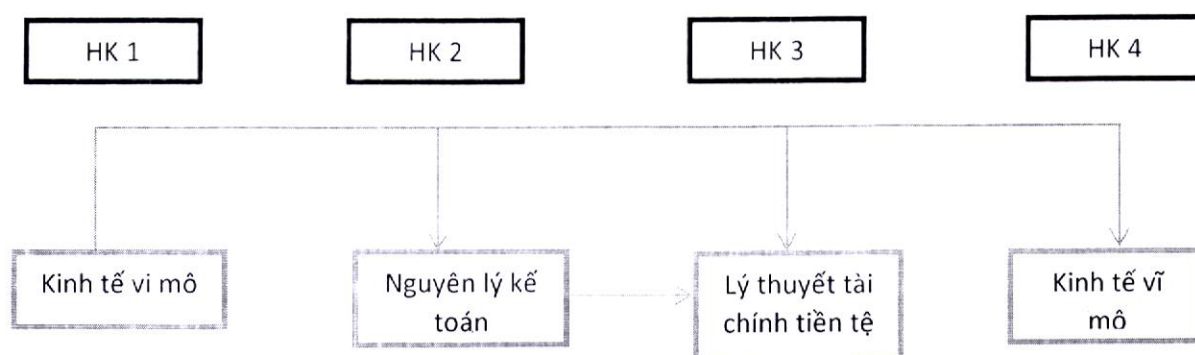 HK 1
HK 2
HK 3
HK 4
Kinh tế vi mô
Nguyên lý kế
toán
Lý thuyết tài
chính tiền tệ
Kinh tế vĩ
mô